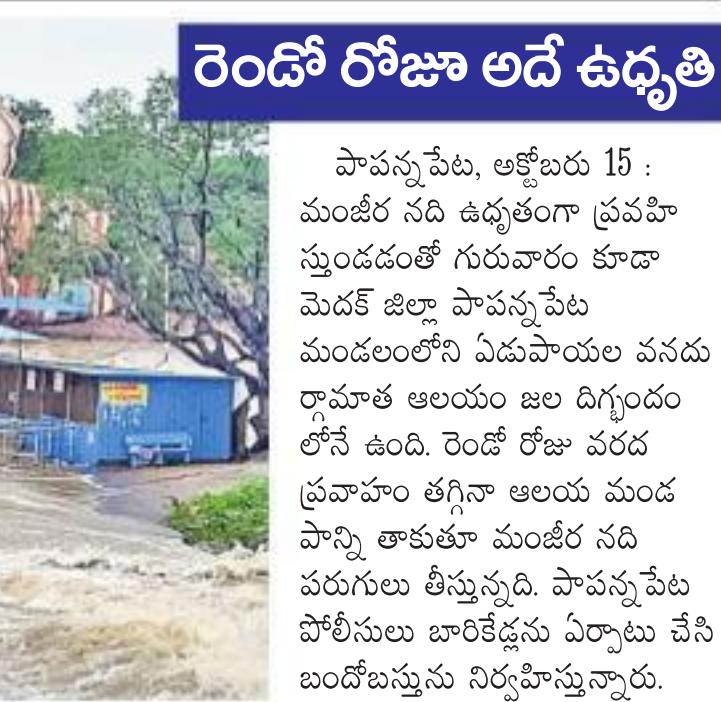 రెండో రోజూ అదే ఉధృతి
పాపన్నపేట, అక్టోబరు 15 :
మంజీర నది ఉధృతంగా ప్రవహి
స్తుండడంతో గురువారం కూడా
మెదక్ జిల్లా పాపన్నపేట
మండలంలోని ఏడుపాయల వనదు
ర్గామాత ఆలయం జల దిగ్భందం
లోనే ఉంది. రెండో రోజు వరద
ప్రవాహం తగ్గినా ఆలయ మండ
పాన్ని తాకుతూ మంజీర నది
పరుగులు తీస్తున్నది. పాపన్నపేట
పోలీసులు బారికేడ్లను ఏర్పాటు చేసి
బందోబస్తును నిర్వహిస్తున్నారు.